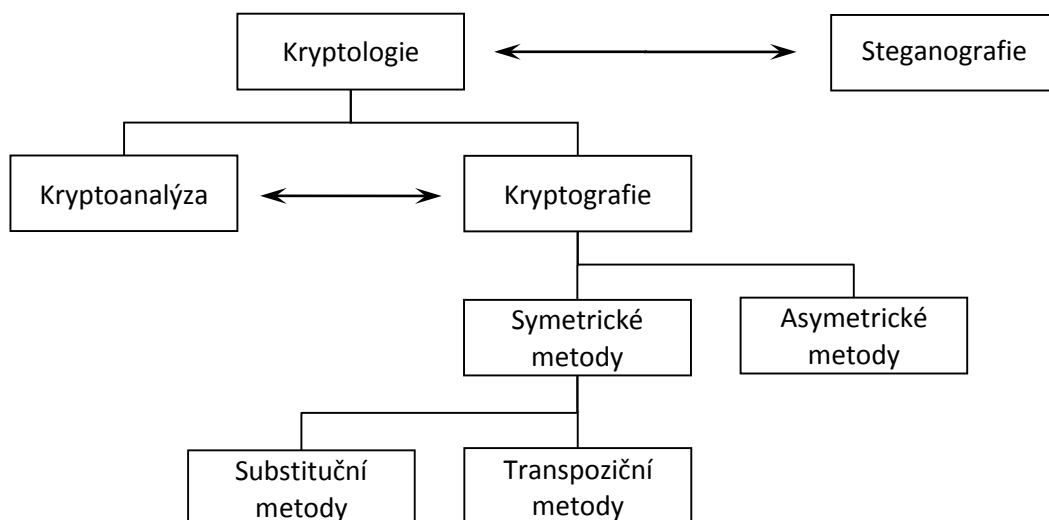 Kryptologie
Steganografie
Kryptoanalýza
Kryptografie
Symetrické
metody
Asymetrické
metody
Substituční
metody
Transpoziční
metody